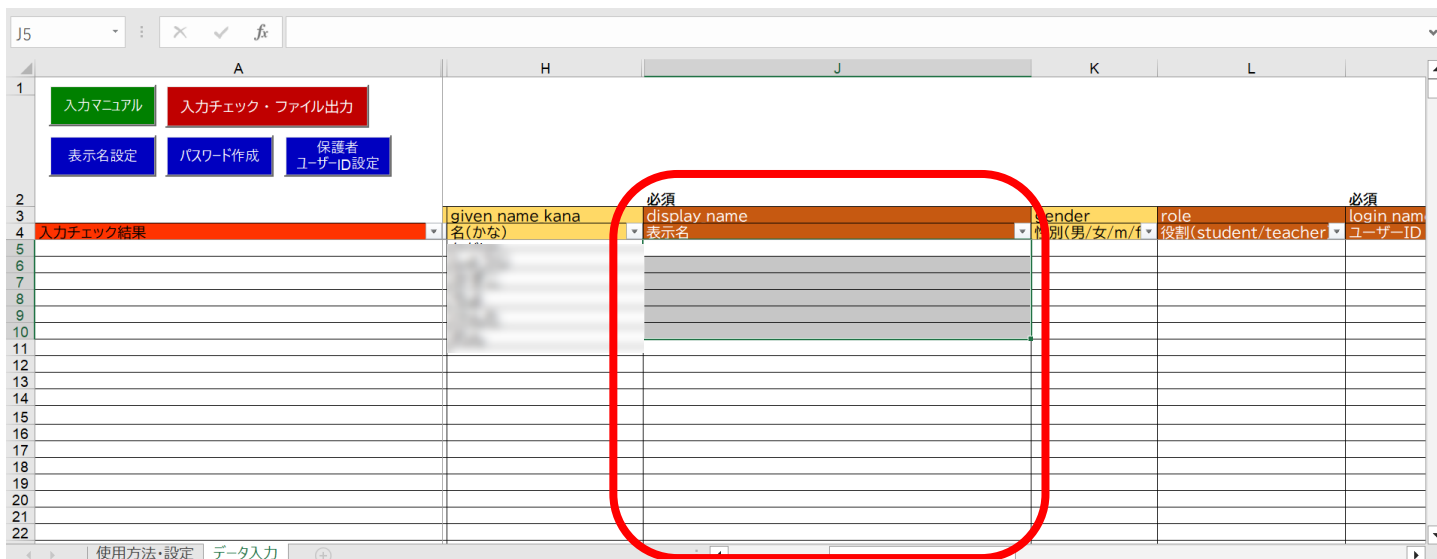 J5
fx
A H J K L
1
入力マニュアル 入力チェック・ファイル出力
表示名設定 パスワード作成 保護者
ユーザーID設定
2 必須 必須
3 given name kana display name gender role login nam
4 入力チェック結果 名(かな) 表示名 性別(男/女/m/f 役割(student/teacher ユーザーID
5
6
7
8
9
10
11
12
13
14
15
16
17
18
19
20
21
22
使用方法・設定 データ入力